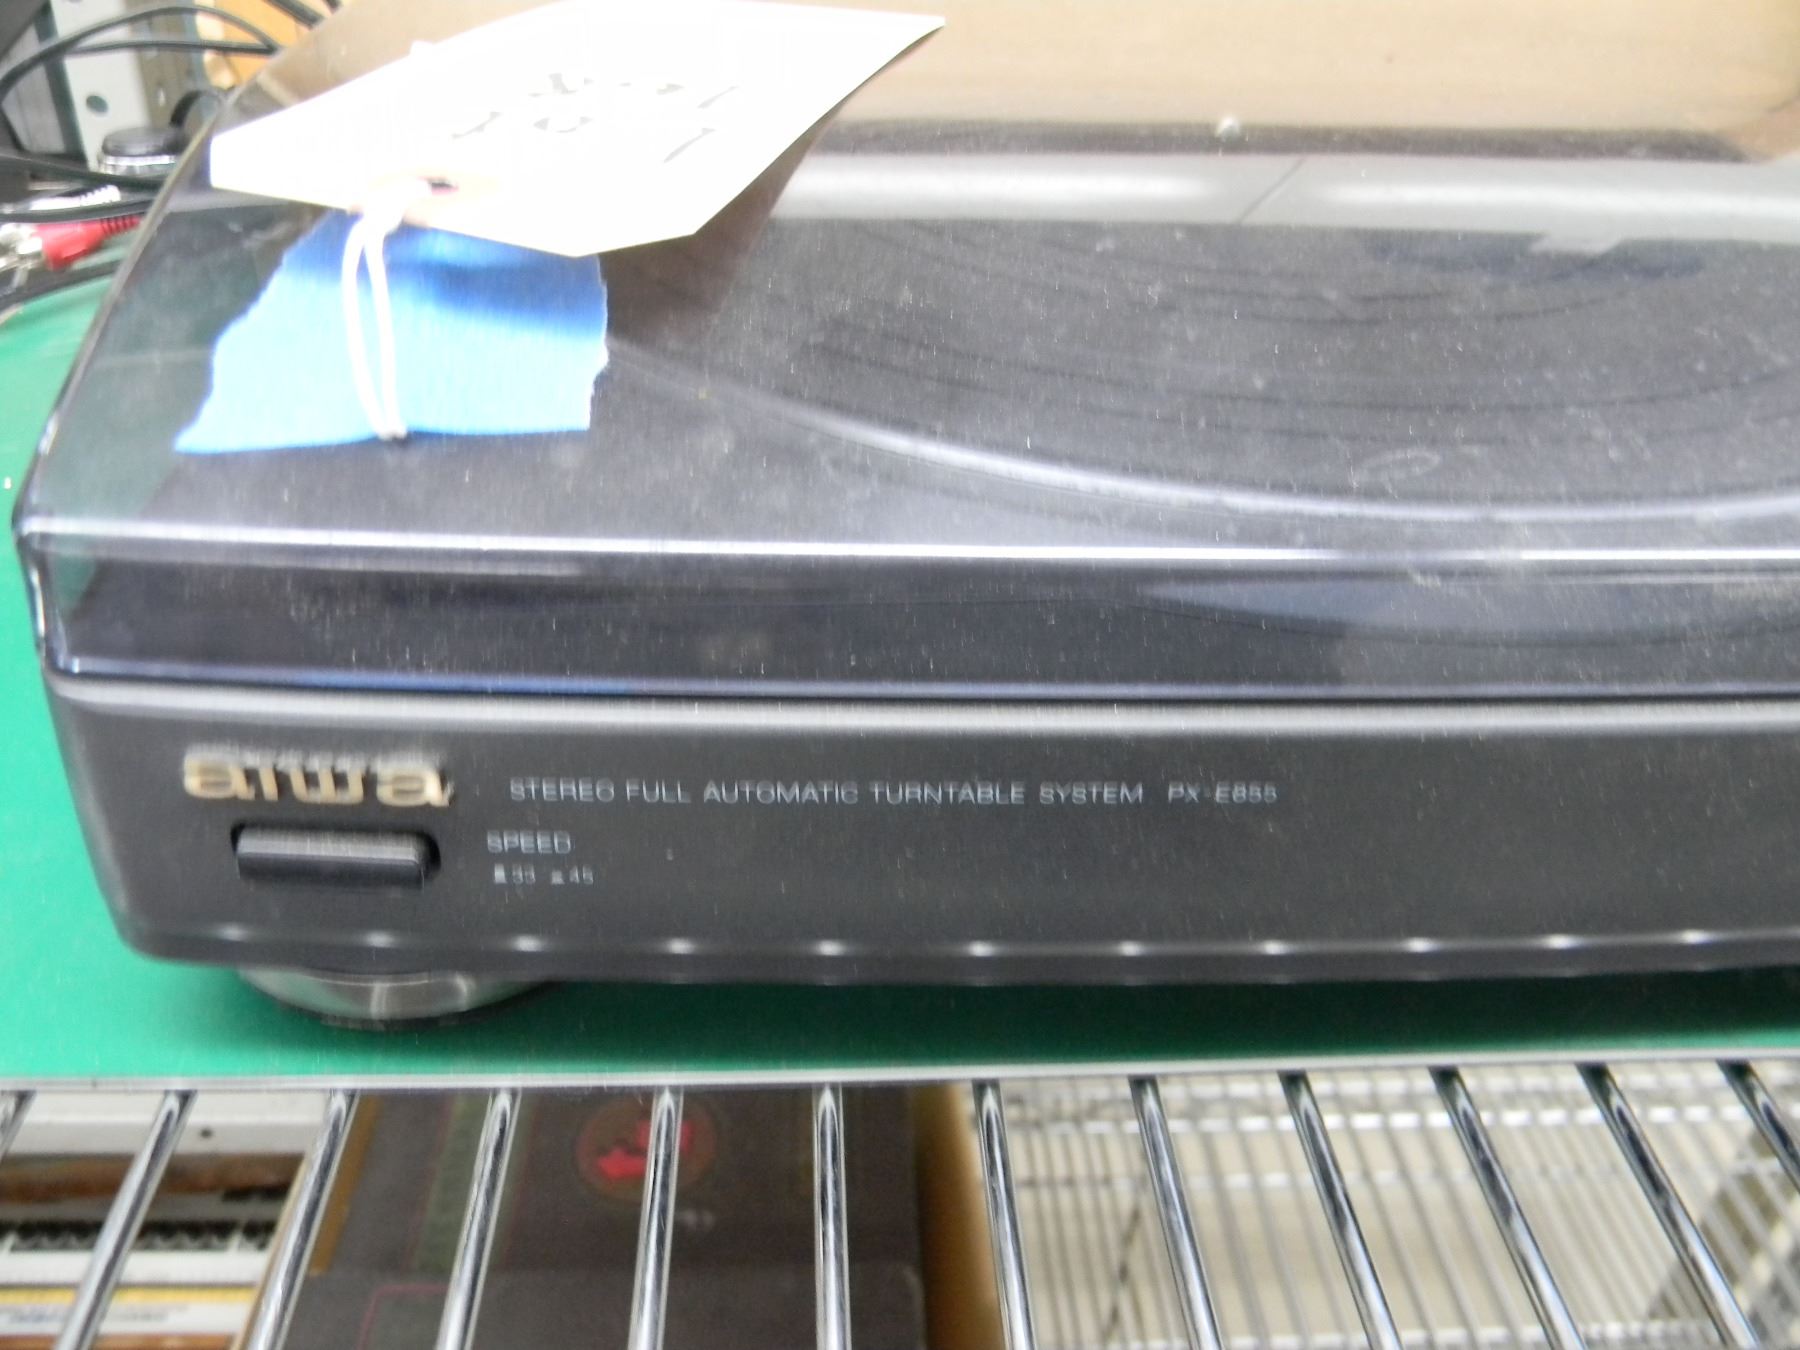 aiwa
STEREO FULL AUTOMATIC TURNTABLE SYSTEM PX-E855
SPEED
33 45